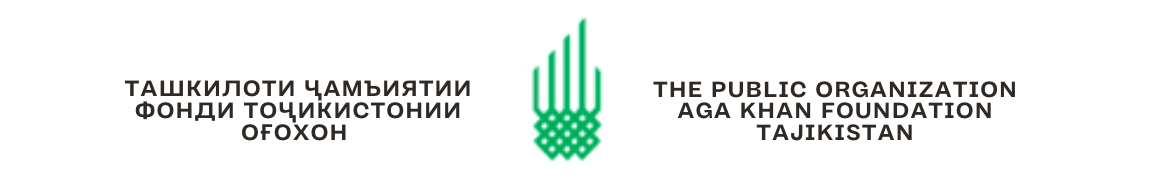 ТАШКИЛОТИ ҶАМЪИЯТИИ
ФОНДИ ТОҶИКИСТОНИИ
ОҒОХОН
THE PUBLIC ORGANIZATION
AGA KHAN FOUNDATION
TAJIKISTAN